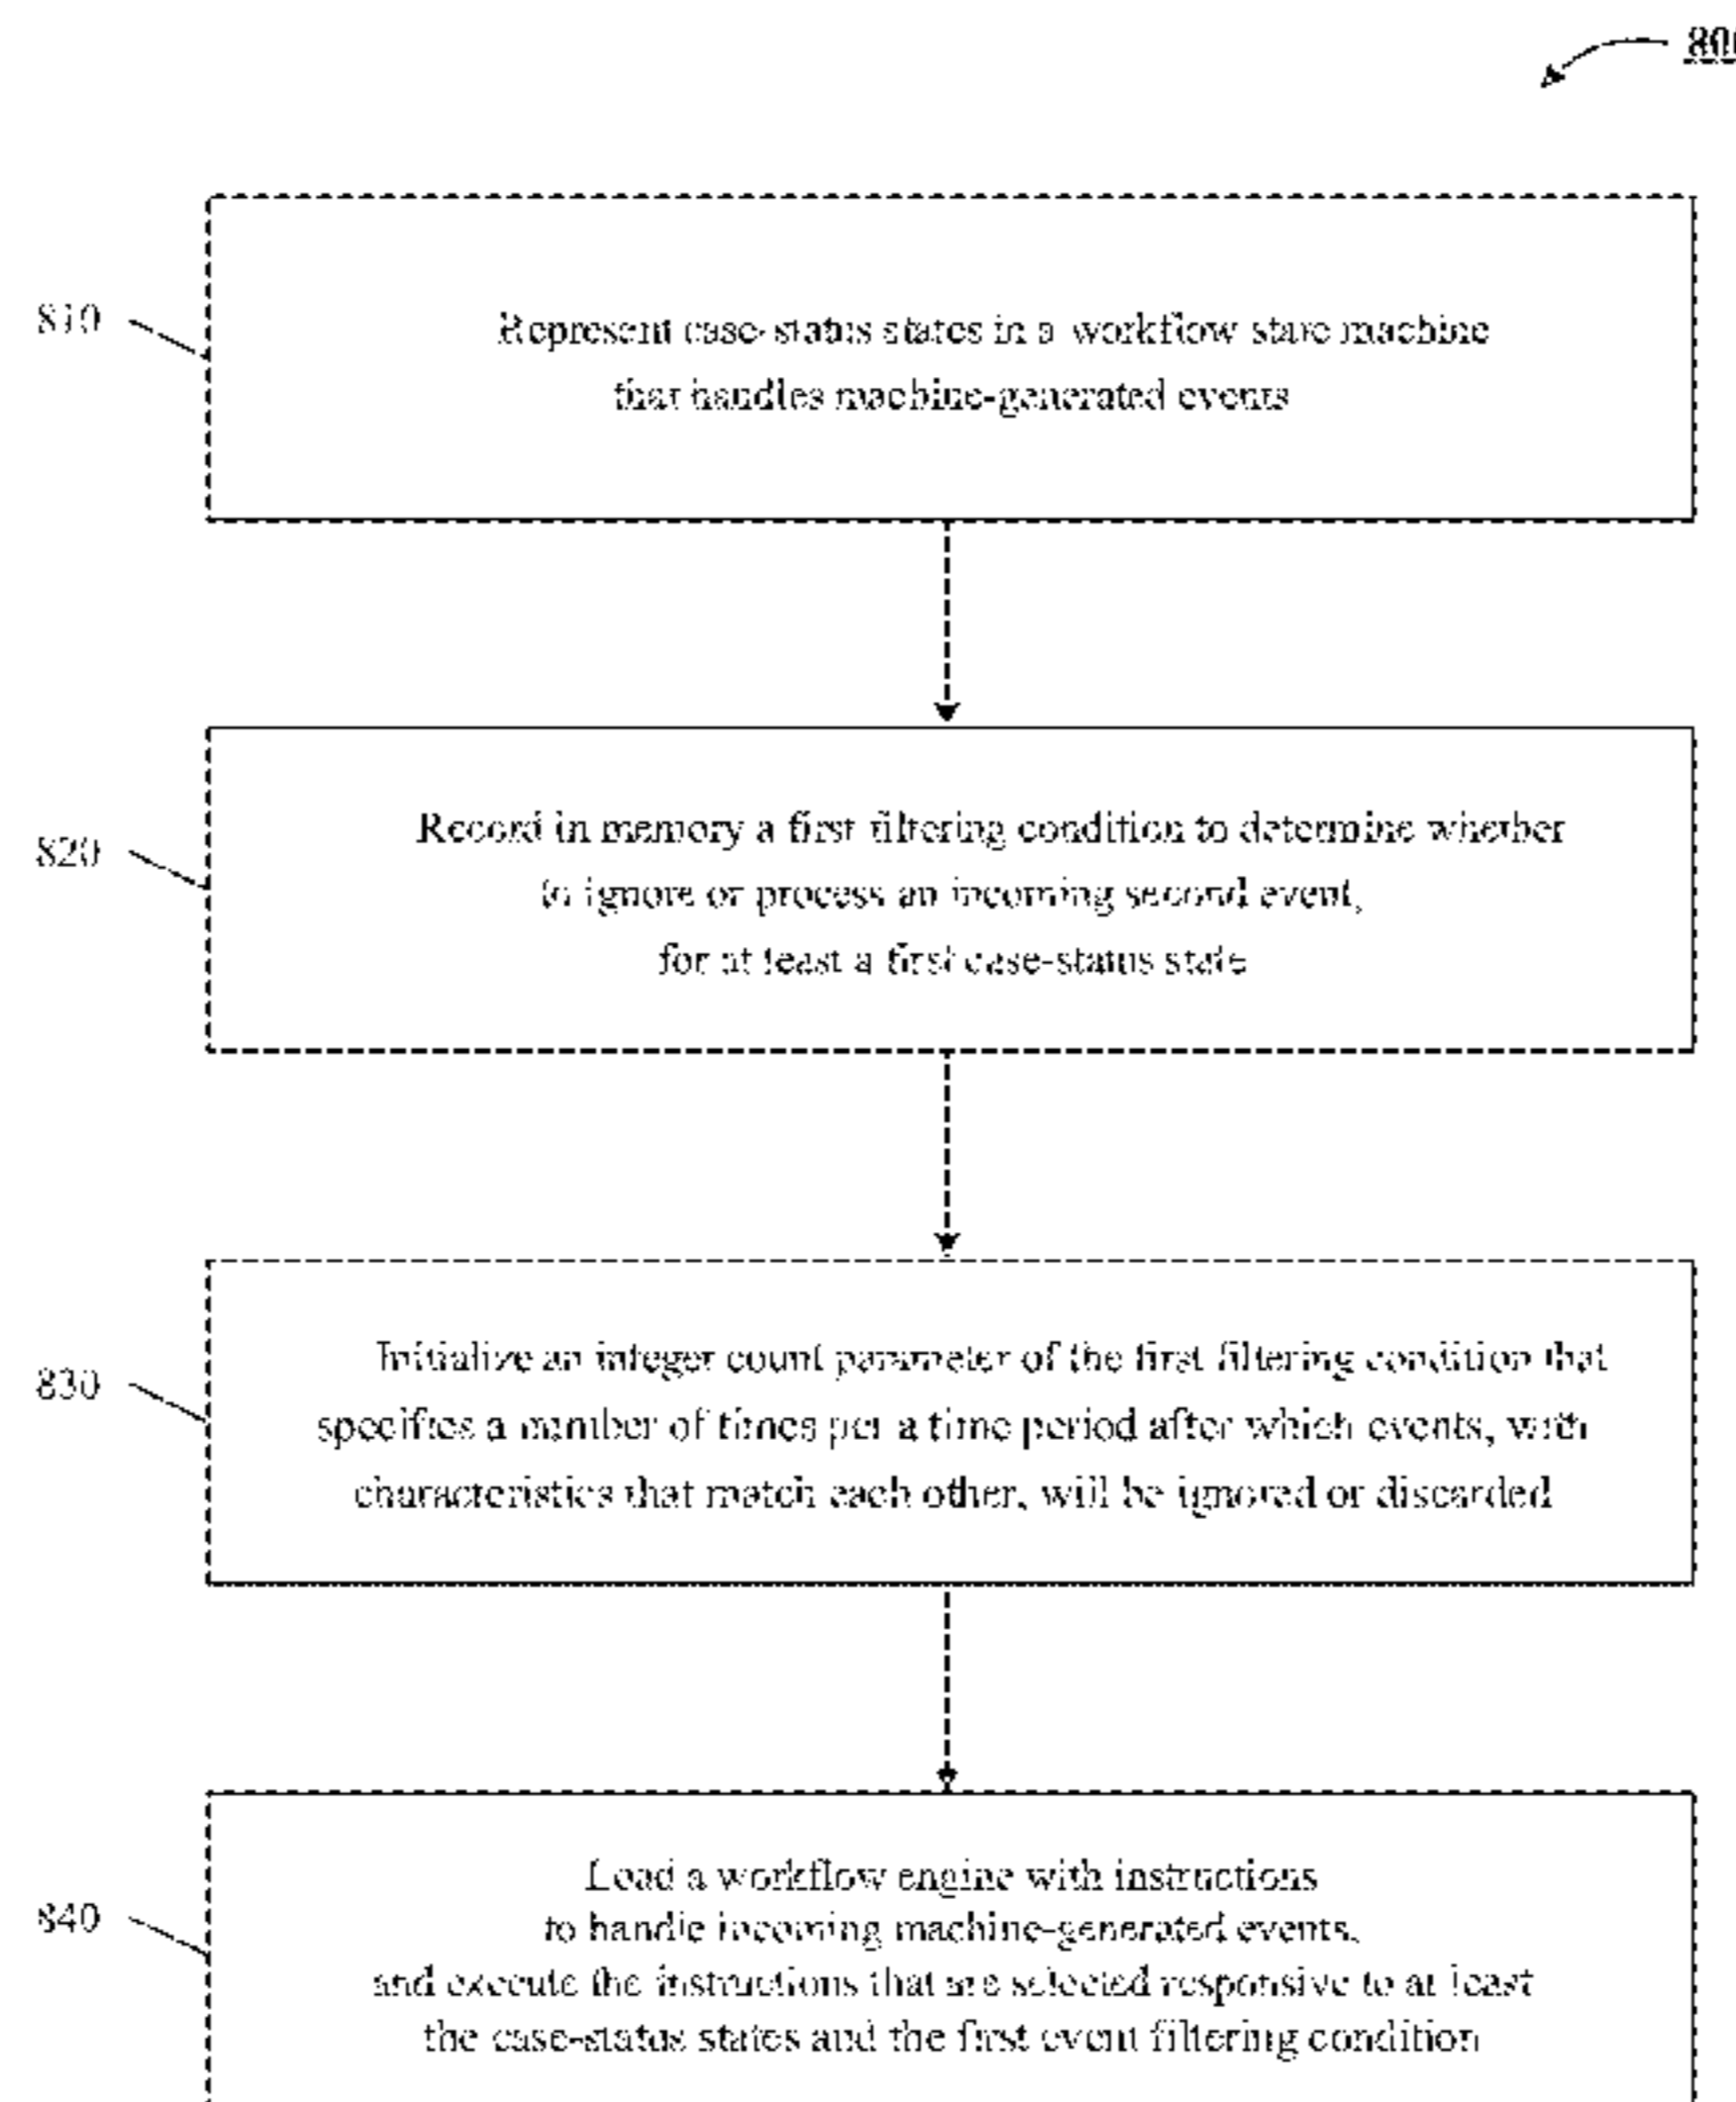 800
810
Represent case-status states in a workflow state machine
that handles machine-generated events
820
Record in memory a first filtering condition to determine whether
to ignore or process an incoming second event,
for at least a first case-status state
830
Initialize an integer count parameter of the first filtering condition that
specifies a number of times per a time period after which events, with
characteristics that match each other, will be ignored or discarded
840
Load a workflow engine with instructions
to handle incoming machine-generated events,
and execute the instructions that are selected responsive to at least
the case-status states and the first event filtering condition